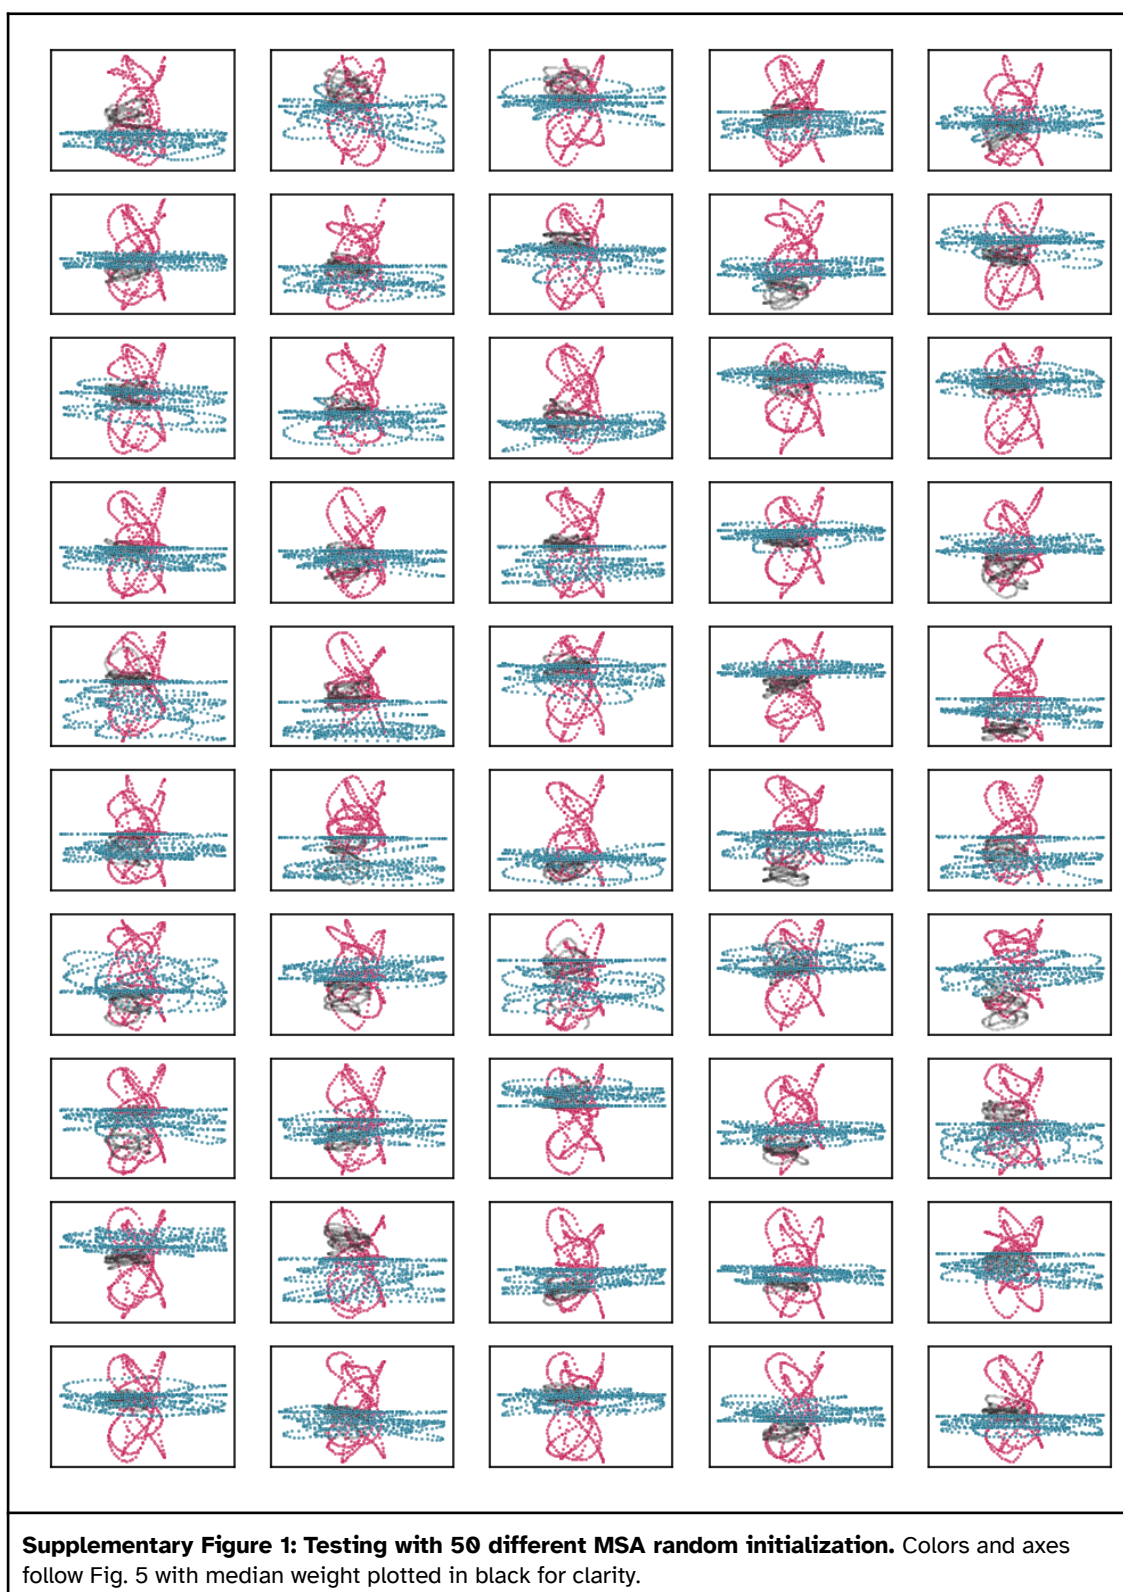 Supplementary Figure 1: Testing with 50 different MSA random initialization. Colors and axes
follow Fig. 5 with median weight plotted in black for clarity.